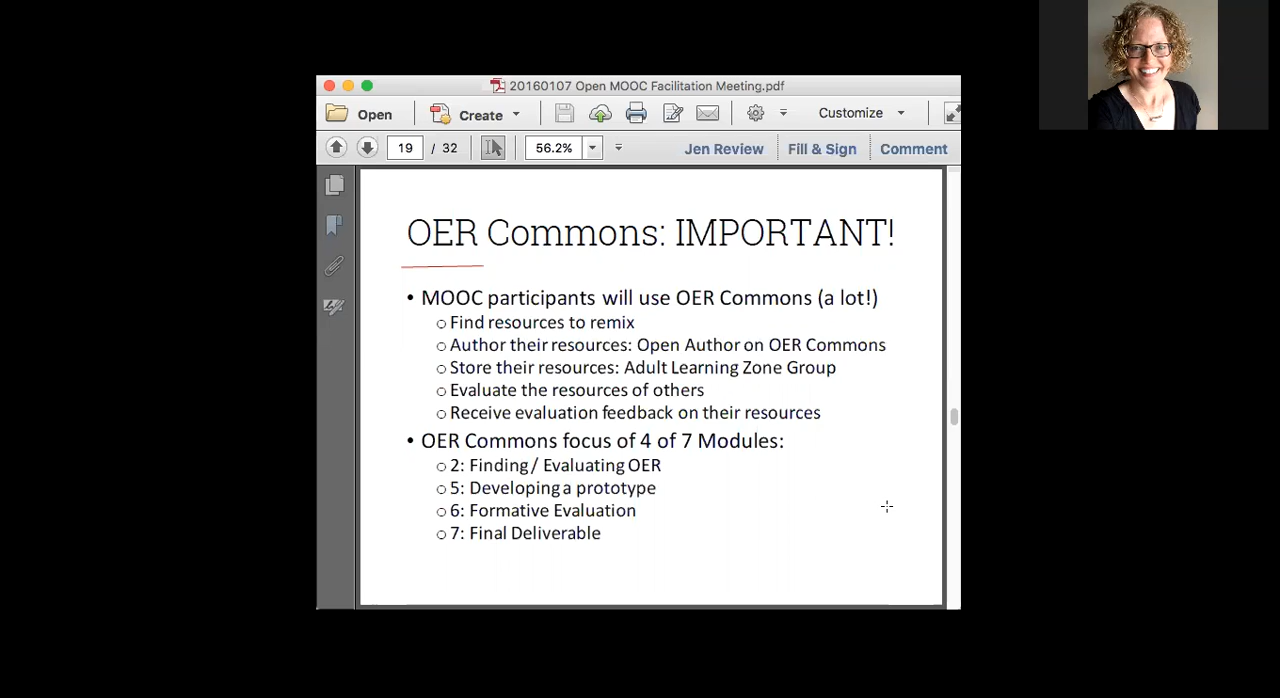 20160107 Open MOOC Facilitation Meeting.pdf
Open Create Customize
19 / 32 56.2% Jen Review Fill & Sign Comment
OER Commons: IMPORTANT!
• MOOC participants will use OER Commons (a lot!)
o Find resources to remix
o Author their resources: Open Author on OER Commons
o Store their resources: Adult Learning Zone Group
o Evaluate the resources of others
o Receive evaluation feedback on their resources
• OER Commons focus of 4 of 7 Modules:
o 2: Finding / Evaluating OER
o 5: Developing a prototype
o 6: Formative Evaluation
o 7: Final Deliverable